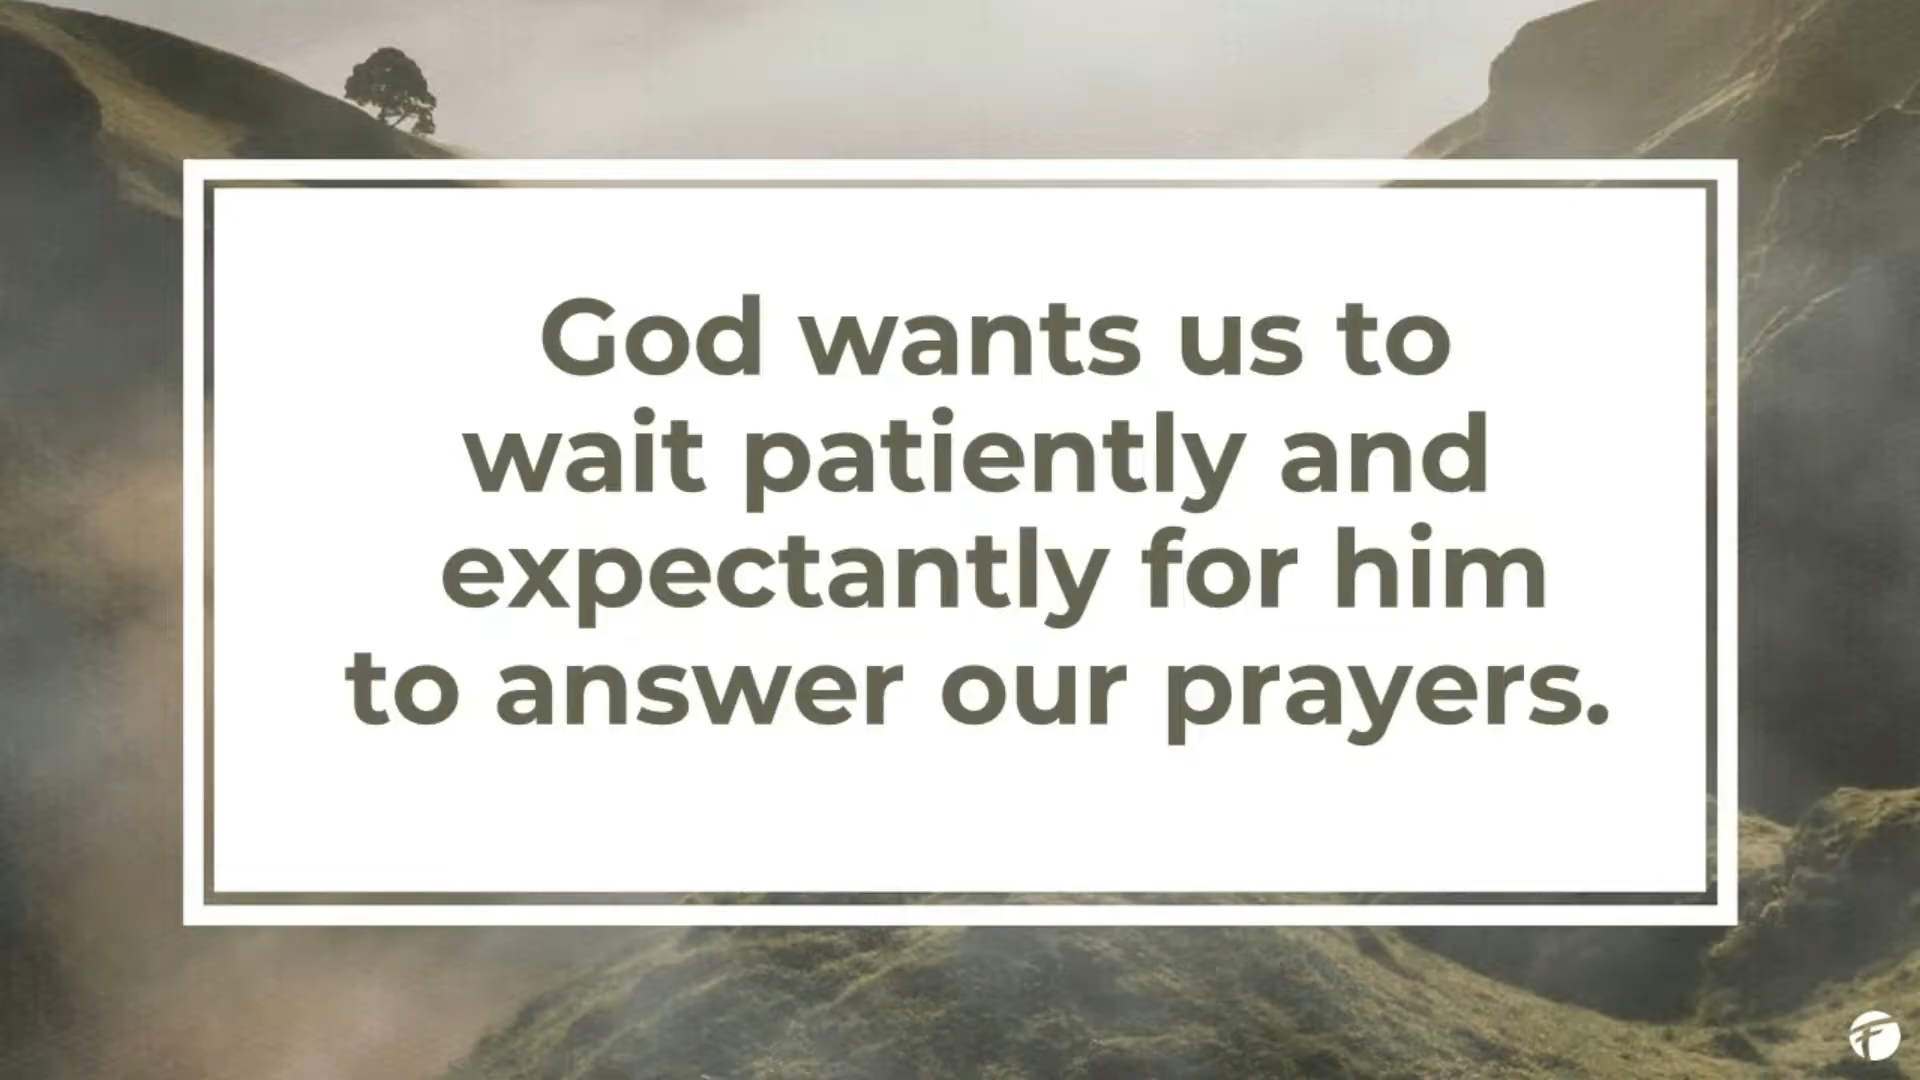 God wants us to
wait patiently and
expectantly for him
to answer our prayers.